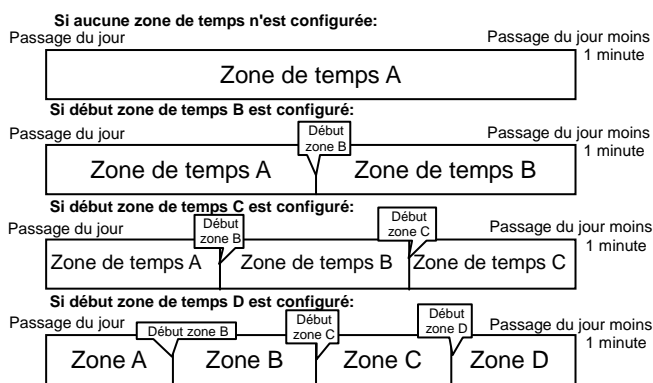 Si aucune zone de temps n'est configurée:
Passage du jour
Passage du jour moins
1 minute
Zone de temps A
Si début zone de temps B est configuré:
Passage du jour
Début
zone B
Passage du jour moins
1 minute
Zone de temps A
Zone de temps B
Si début zone de temps C est configuré:
Passage du jour
Début
zone B
Début
zone C
Passage du jour moins
1 minute
Zone de temps A
Zone de temps B
Zone de temps C
Si début zone de temps D est configuré:
Passage du jour
Début zone B
Début
zone C
Début
zone D
Passage du jour moins
1 minute
Zone A
Zone B
Zone C
Zone D